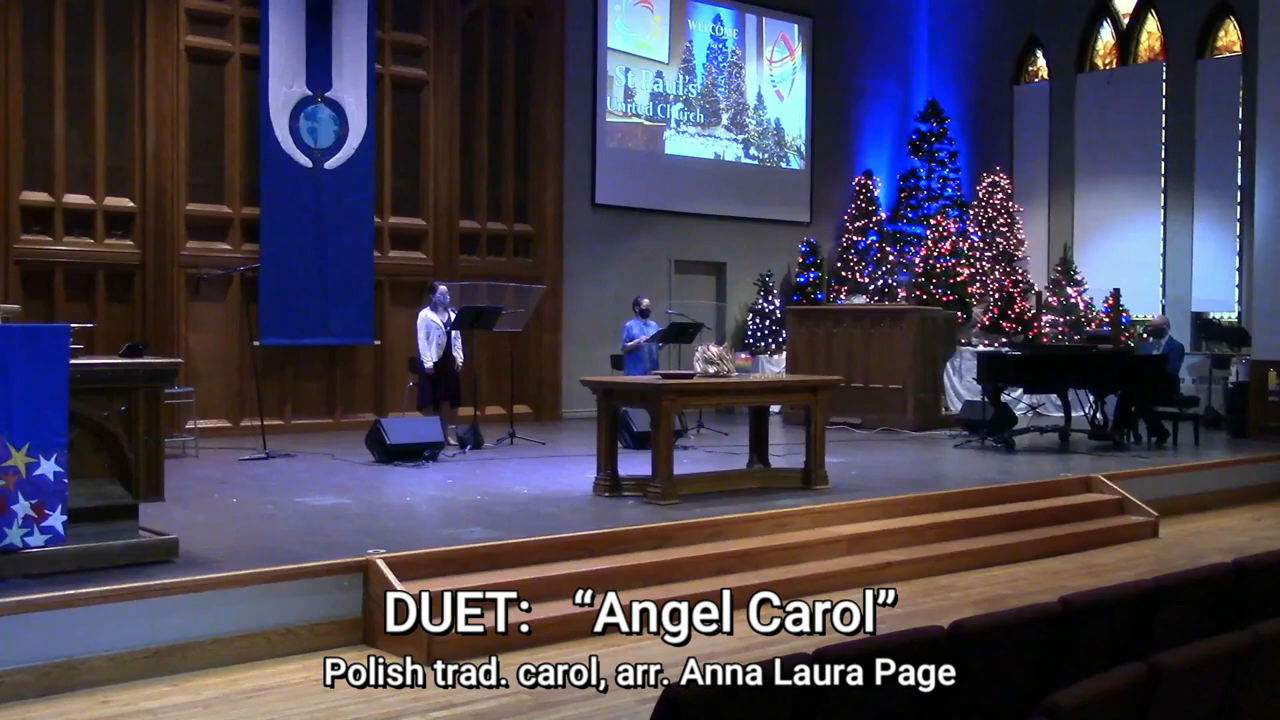 WELCOME
St Paul's
United Church
DUET: “Angel Carol”
Polish trad. carol, arr. Anna Laura Page